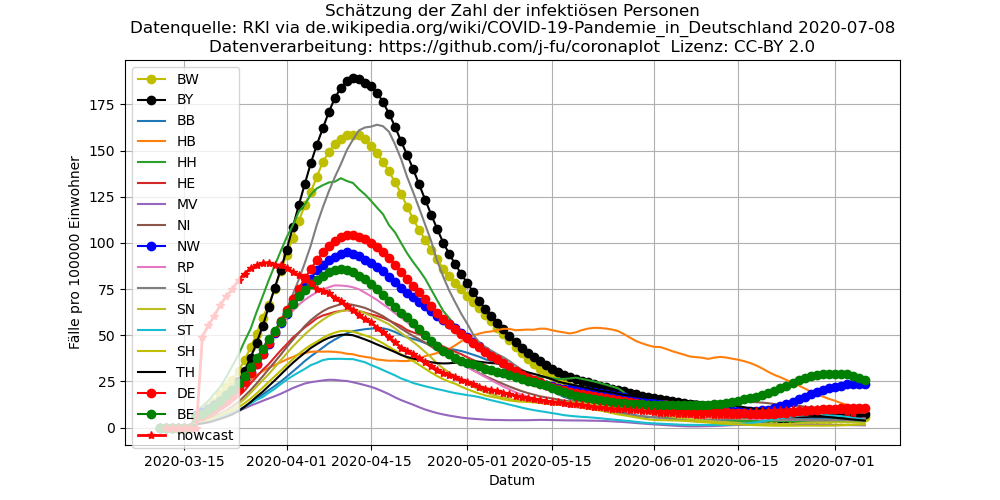 Schätzung der Zahl der infektiösen Personen
Datenquelle: RKI via de.wikipedia.org/wiki/COVID-19-Pandemie_in_Deutschland 2020-07-08
Datenverarbeitung: https://github.com/j-fu/coronaplot  Lizenz: CC-BY 2.0
Fälle pro 100000 Einwohner
175
150
125
100
75
50
25
0
BW
BY
BB
HB
HH
HE
MV
NI
NW
RP
SL
SN
ST
SH
TH
DE
BE
nowcast
2020-03-15 2020-04-01 2020-04-15 2020-05-01 2020-05-15 2020-06-01 2020-06-15 2020-07-01
Datum